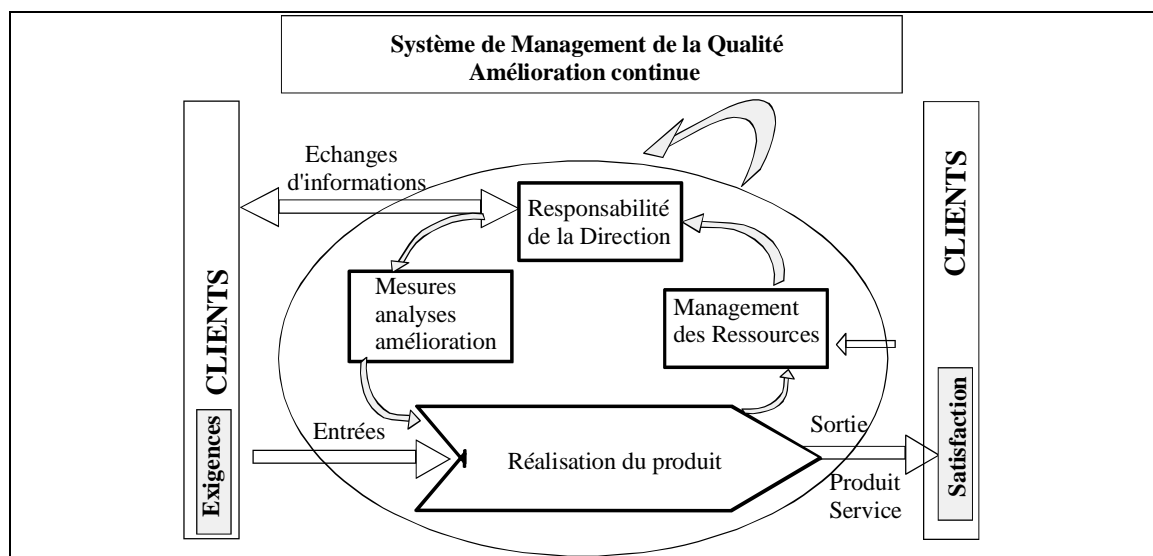 Système de Management de la Qualité
Amélioration continue
Echanges
d'informations
Responsabilité
de la Direction
CLIENTS
CLIENTS
Mesures
analyses
amélioration
Management
des Ressources
Exigences
Entrées
Réalisation du produit
Sortie
Produit
Service
Satisfaction